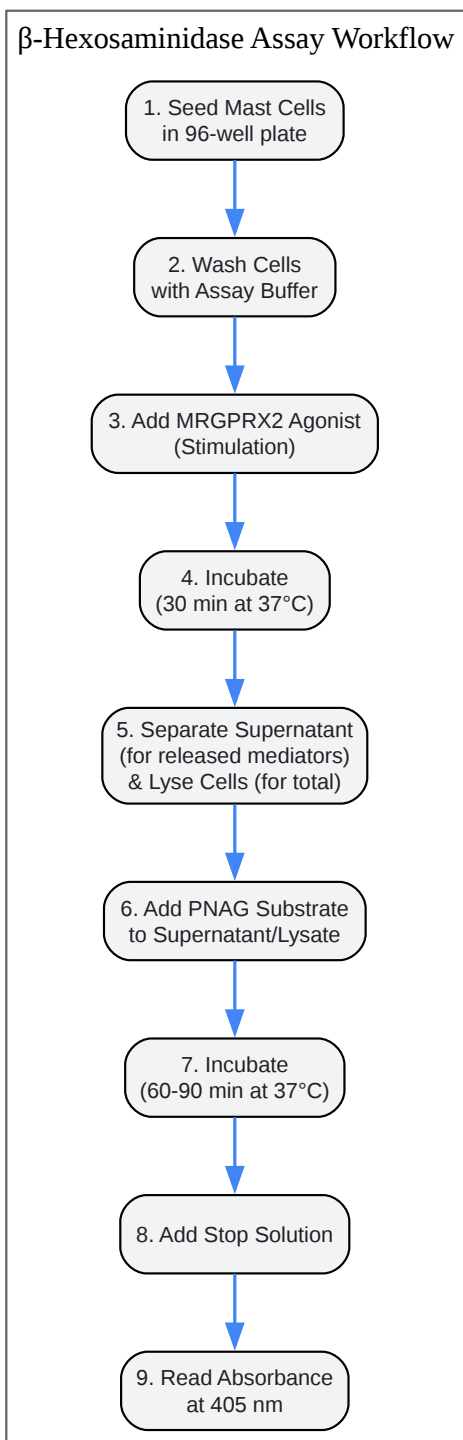 β-Hexosaminidase Assay Workflow
1. Seed Mast Cells
in 96-well plate
2. Wash Cells
with Assay Buffer
3. Add MRGPRX2 Agonist
(Stimulation)
4. Incubate
(30 min at 37°C)
5. Separate Supernatant
(for released mediators)
& Lyse Cells (for total)
6. Add PNAG Substrate
to Supernatant/Lysate
7. Incubate
(60-90 min at 37°C)
8. Add Stop Solution
9. Read Absorbance
at 405 nm